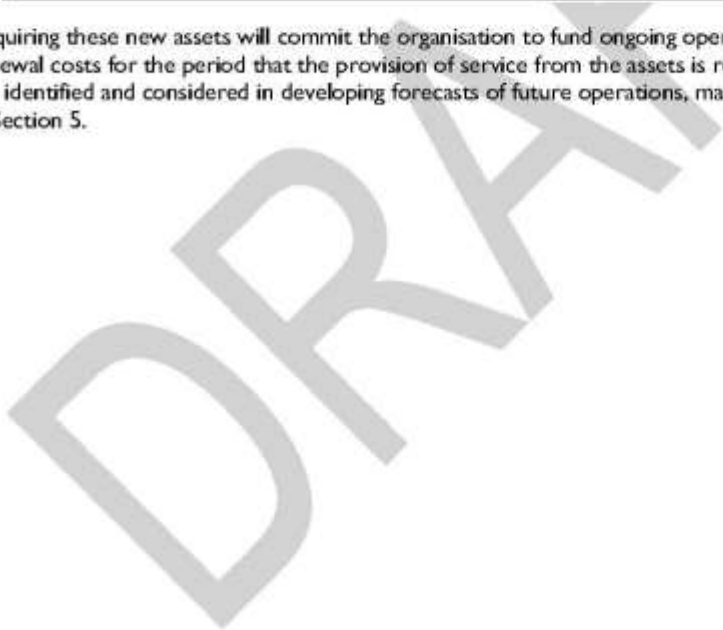 quiring these new assets will commit the organisation to fund ongoing oper
ewal costs for the period that the provision of service from the assets is r
identified and considered in developing forecasts of future operations, ma
ection 5.
DRA